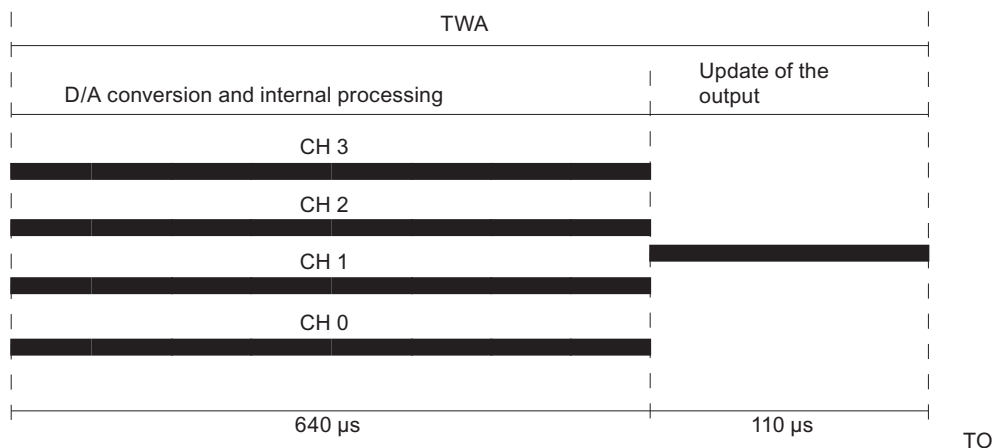 TWA
D/A conversion and internal processing
Update of the
output
CH 3
CH 2
CH 1
CH 0
640 µs
110 µs
TO